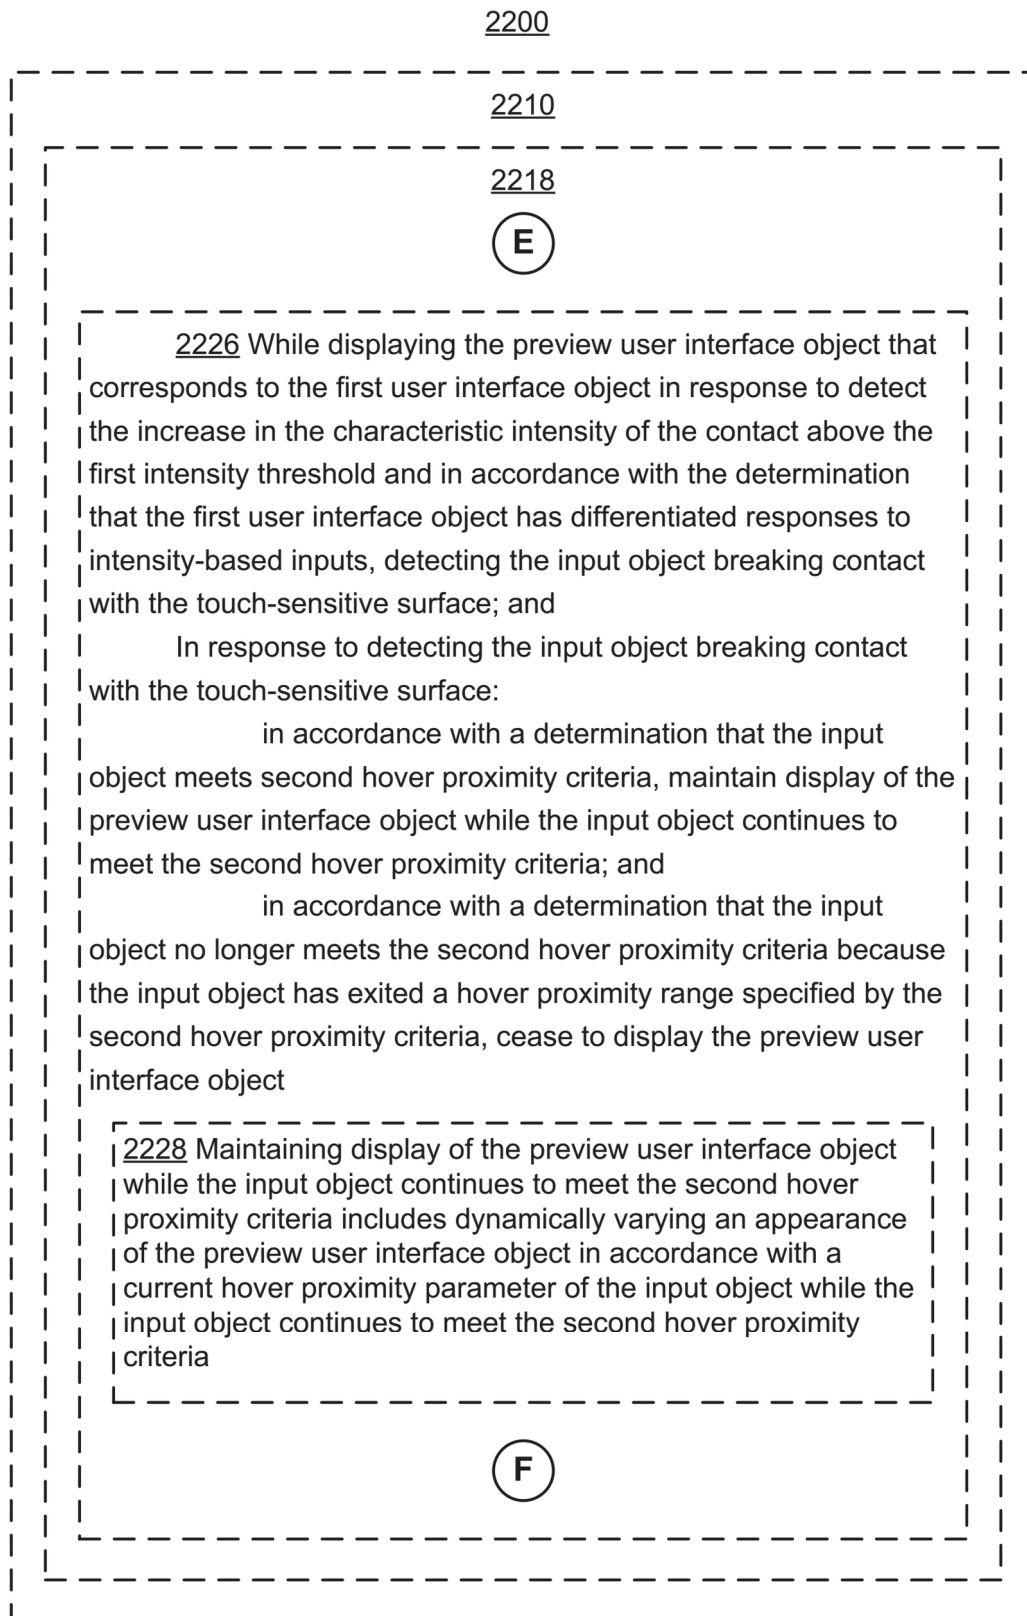 2200
2210
2218
E
2226 While displaying the preview user interface object that
corresponds to the first user interface object in response to detect
the increase in the characteristic intensity of the contact above the
first intensity threshold and in accordance with the determination
that the first user interface object has differentiated responses to
intensity-based inputs, detecting the input object breaking contact
with the touch-sensitive surface; and
In response to detecting the input object breaking contact
with the touch-sensitive surface:
in accordance with a determination that the input
object meets second hover proximity criteria, maintain display of the
preview user interface object while the input object continues to
meet the second hover proximity criteria; and
in accordance with a determination that the input
object no longer meets the second hover proximity criteria because
the input object has exited a hover proximity range specified by the
second hover proximity criteria, cease to display the preview user
interface object
2228 Maintaining display of the preview user interface object
while the input object continues to meet the second hover
proximity criteria includes dynamically varying an appearance
of the preview user interface object in accordance with a
current hover proximity parameter of the input object while the
input object continues to meet the second hover proximity
criteria
F